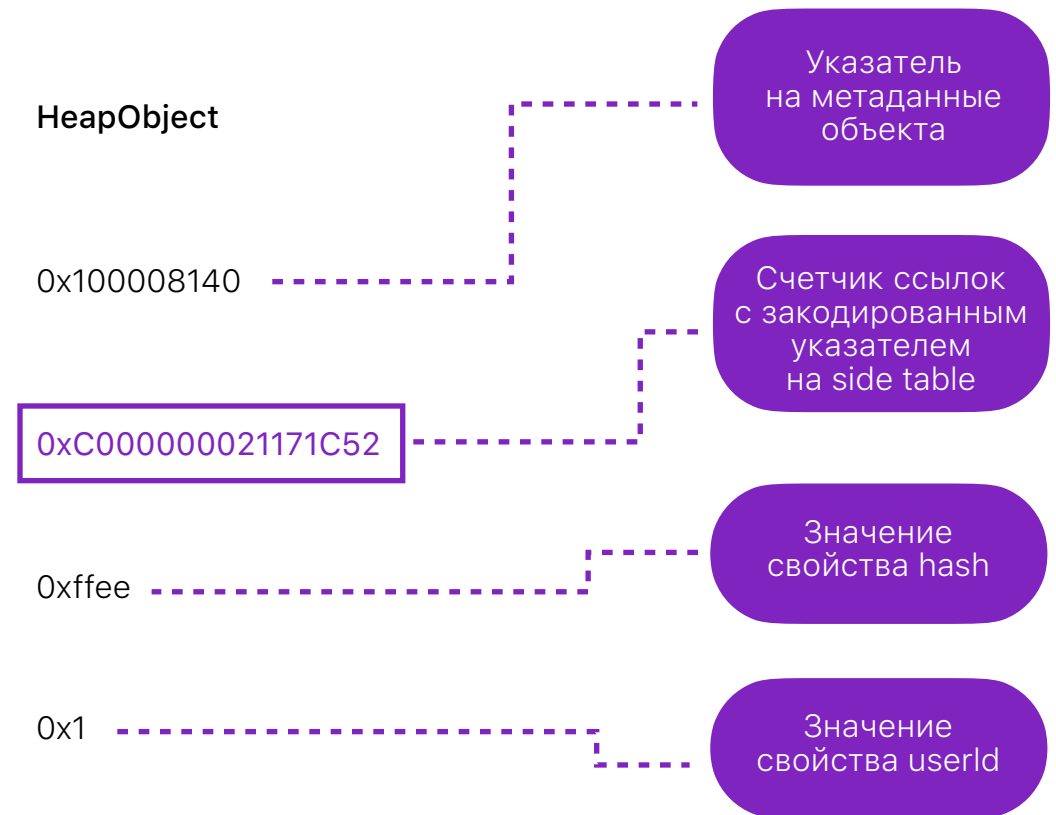 HeapObject
Указатель
на метаданные
объекта
0x100008140
Счетчик ссылок
с закодированным
указателем
на side table
0xC000000021171C52
Значение
свойства hash
0xffee
Значение
свойства userId
0x1